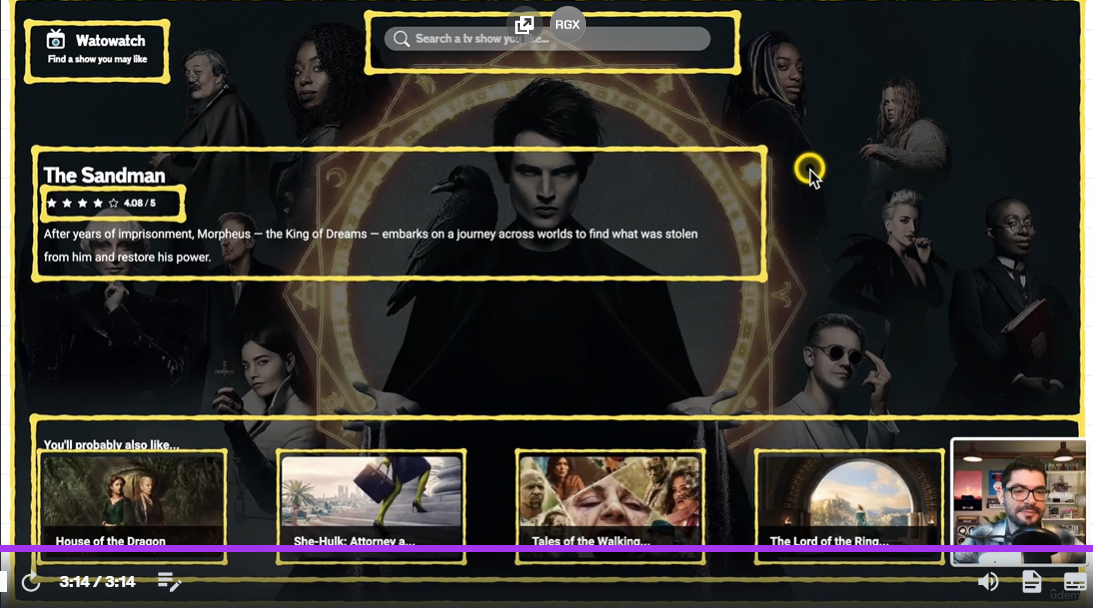 RGX
Watowatch
Find a show you may like
Search a tv show you like...
The Sandman
4.08 / 5
After years of imprisonment, Morpheus — the King of Dreams — embarks on a journey across worlds to find what was stolen
from him and restore his power.
You'll probably also like...
House of the Dragon
She-Hulk: Attorney a...
Tales of the Walking...
The Lord of the Ring...
3:14 / 3:14
ûdemy